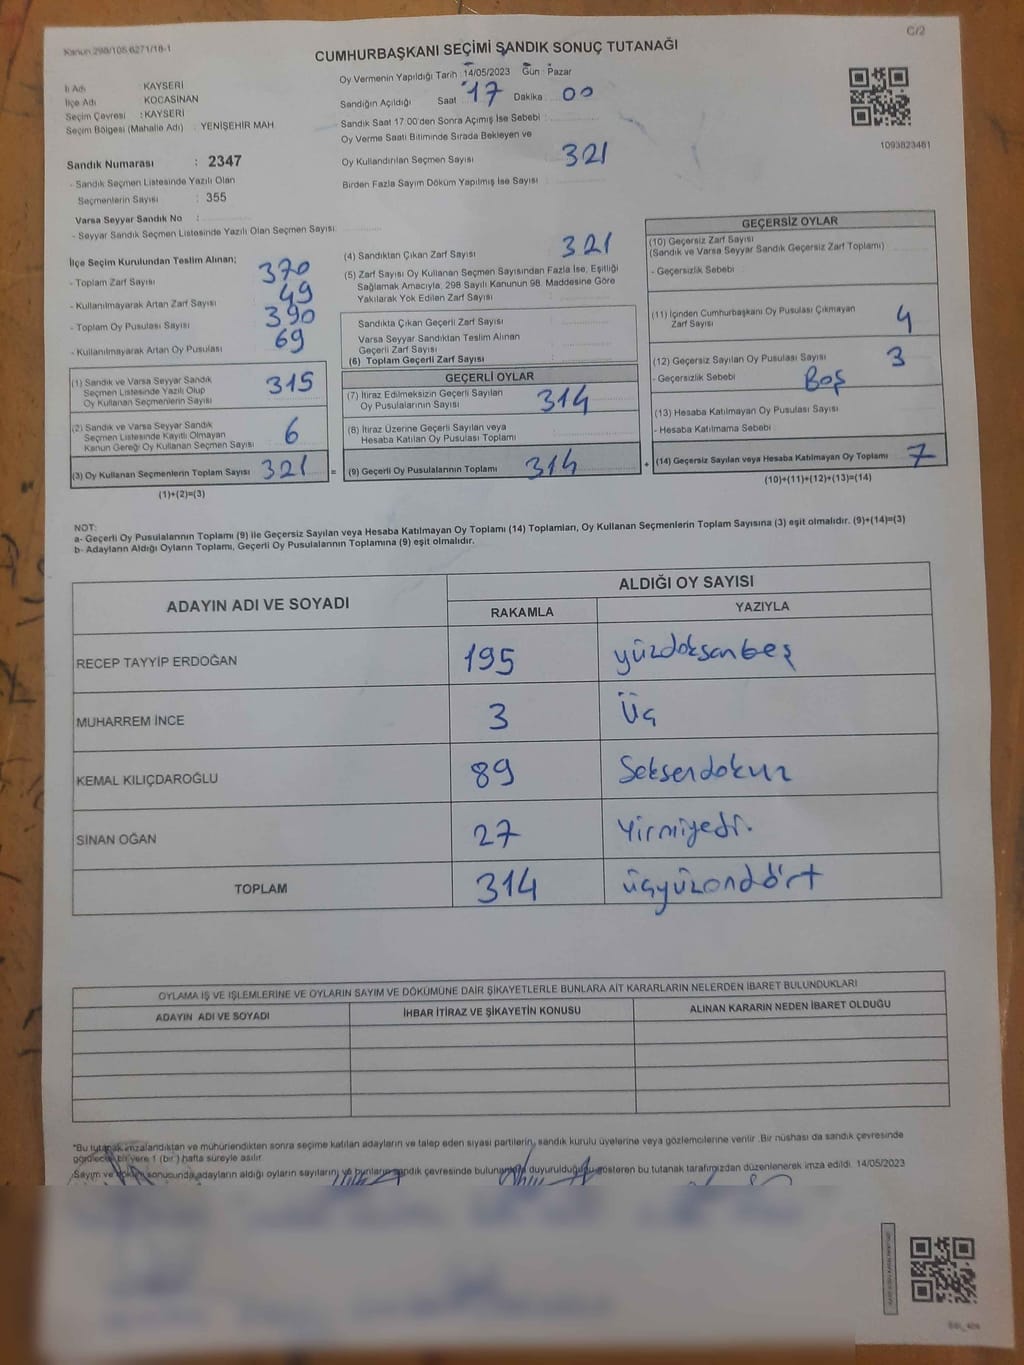 Kanun 298/105 6271/18-1
C/2
CUMHURBAŞKANI SEÇİMİ SANDIK SONUÇ TUTANAĞI
İl Adı KAYSERİ
İlçe Adı KOCASİNAN
Seçim Çevresi : KAYSERİ
Seçim Bölgesi (Mahalle Adı) : YENİŞEHİR MAH
Oy Vermenin Yapıldığı Tarih 14/05/2023 Gün Pazar
Sandığın Açıldığı Saat 17 Dakika 00
Sandık Saat 17.00'den Sonra Açımış İse Sebebi :
Oy Verme Saati Bitiminde Sırada Bekleyen ve
Oy Kullandırılan Seçmen Sayısı 321
Birden Fazla Sayım Döküm Yapılmış İse Sayısı :
1093823461
Sandık Numarası : 2347
- Sandık Seçmen Listesinde Yazılı Olan
Seçmenlerin Sayısı : 355
Varsa Seyyar Sandık No :
- Seyyar Sandık Seçmen Listesinde Yazılı Olan Seçmen Sayısı:
İlçe Seçim Kurulundan Teslim Alınan;
- Toplam Zarf Sayısı : 370
- Kullanılmayarak Artan Zarf Sayısı : 49
- Toplam Oy Pusulası Sayısı : 390
- Kullanılmayarak Artan Oy Pusulası : 69
(1) Sandık ve Varsa Seyyar Sandık
Seçmen Listesinde Yazılı Olup
Oy Kullanan Seçmenlerin Sayısı 315
(2) Sandık ve Varsa Seyyar Sandık
Seçmen Listesinde Kayıtlı Olmayan
Kanun Gereği Oy Kullanan Seçmen Sayısı 6
(3) Oy Kullanan Seçmenlerin Toplam Sayısı 321 =
(1)+(2)=(3)
(4) Sandıktan Çıkan Zarf Sayısı 321
(5) Zarf Sayısı Oy Kullanan Seçmen Sayısından Fazla İse, Eşitliği
Sağlamak Amacıyla, 298 Sayılı Kanunun 98. Maddesine Göre
Yakılarak Yok Edilen Zarf Sayısı
Sandıkta Çıkan Geçerli Zarf Sayısı :
Varsa Seyyar Sandıktan Teslim Alınan
Geçerli Zarf Sayısı :
(6) Toplam Geçerli Zarf Sayısı :
GEÇERLİ OYLAR
(7) İtiraz Edilmeksizin Geçerli Sayılan
Oy Pusulalarının Sayısı 314
(8) İtiraz Üzerine Geçerli Sayılan veya
Hesaba Katılan Oy Pusulası Toplamı
(9) Geçerli Oy Pusulalarının Toplamı 314 +
GEÇERSİZ OYLAR
(10) Geçersiz Zarf Sayısı
(Sandık ve Varsa Seyyar Sandık Geçersiz Zarf Toplamı)
- Geçersizlik Sebebi
(11) İçinden Cumhurbaşkanı Oy Pusulası Çıkmayan
Zarf Sayısı 4
(12) Geçersiz Sayılan Oy Pusulası Sayısı 3
- Geçersizlik Sebebi Boş
(13) Hesaba Katılmayan Oy Pusulası Sayısı
- Hesaba Katılmama Sebebi
(14) Geçersiz Sayılan veya Hesaba Katılmayan Oy Toplamı 7
(10)+(11)+(12)+(13)=(14)
NOT:
a- Geçerli Oy Pusulalarının Toplamı (9) ile Geçersiz Sayılan veya Hesaba Katılmayan Oy Toplamı (14) Toplamları, Oy Kullanan Seçmenlerin Toplam Sayısına (3) eşit olmalıdır. (9)+(14)=(3)
b- Adayların Aldığı Oyların Toplamı, Geçerli Oy Pusulalarının Toplamına (9) eşit olmalıdır.
ADAYIN ADI VE SOYADI ALDIĞI OY SAYISI
RAKAMLA YAZIYLA
RECEP TAYYİP ERDOĞAN 195 yüzdoksanbeş
MUHARREM İNCE 3 Üç
KEMAL KILIÇDAROĞLU 89 Seksendokuz
SİNAN OĞAN 27 Yirmiyedi.
TOPLAM 314 üçyüzondört
OYLAMA İŞ VE İŞLEMLERİNE VE OYLARIN SAYIM VE DÖKÜMÜNE DAİR ŞİKAYETLERLE BUNLARA AİT KARARLARIN NELERDEN İBARET BULUNDUKLARI
ADAYIN ADI VE SOYADI İHBAR İTİRAZ VE ŞİKAYETİN KONUSU ALINAN KARARIN NEDEN İBARET OLDUĞU
*Bu tutanak imzalandıktan ve mühürlendikten sonra seçime katılan adayların ve talep eden siyasi partilerin, sandık kurulu üyelerine veya gözlemcilerine verilir .Bir nüshası da sandık çevresinde
görülecek bir yere 1 (bir ) hafta süreyle asılır.
Sayım ve döküm sonusunda,adayların aldığı oyların sayılarını ve bunların sandık çevresinde bulunanlara duyurulduğunu gösteren bu tutanak tarafımızdan düzenlenerek imza edildi. 14/05/2023